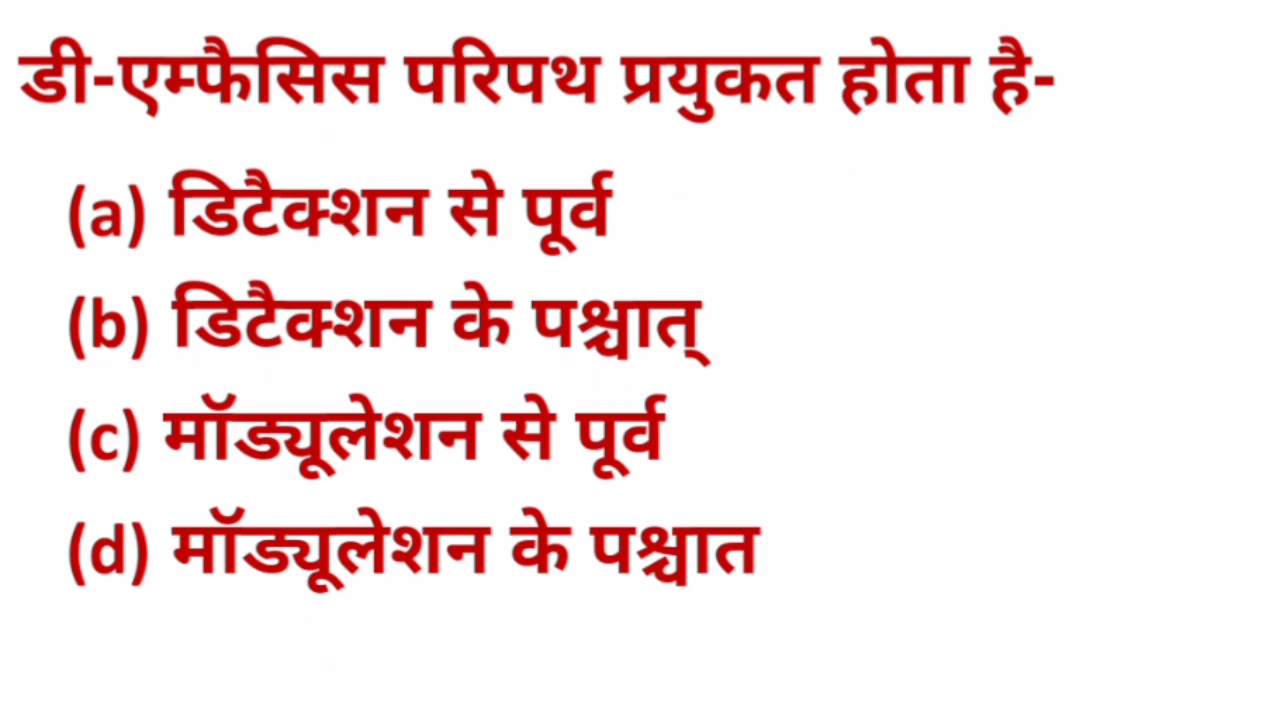 डी-एम्फैसिस परिपथ प्रयुकत होता है-
(a) डिटैक्शन से पूर्व
(b) डिटैक्शन के पश्चात्
(c) मॉड्यूलेशन से पूर्व
(d) मॉड्यूलेशन के पश्चात